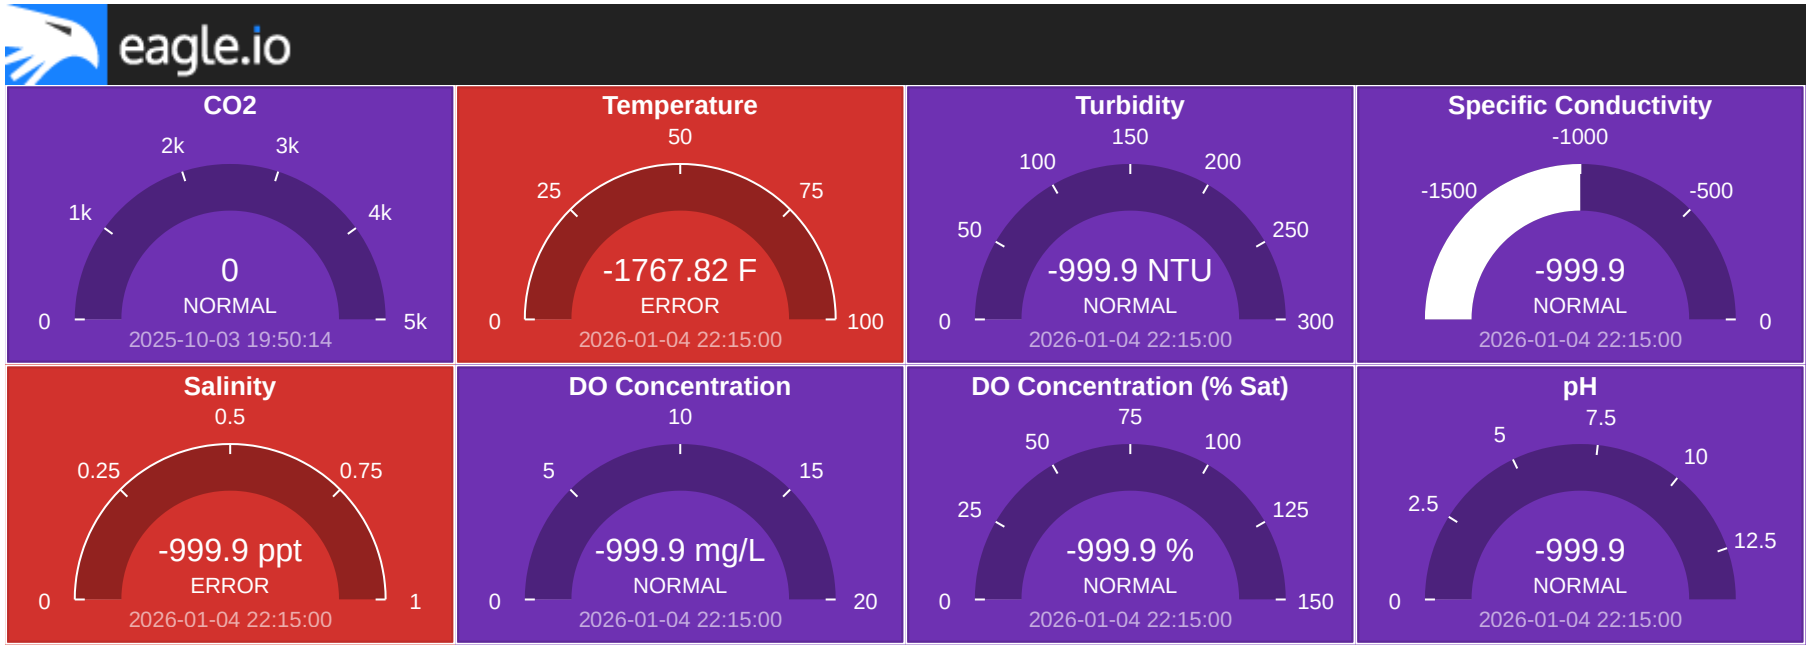 eagle.io
CO2
2k
3k
1k
4k
0
NORMAL
0
5k
2025-10-03 19:50:14
Temperature
50
25
75
-1767.82 F
ERROR
0
100
2026-01-04 22:15:00
Turbidity
150
100
200
50
250
-999.9 NTU
NORMAL
0
300
2026-01-04 22:15:00
Specific Conductivity
-1000
-1500
-500
-999.9
NORMAL
0
2026-01-04 22:15:00
Salinity
0.5
0.25
0.75
-999.9 ppt
ERROR
0
1
2026-01-04 22:15:00
DO Concentration
10
5
15
-999.9 mg/L
NORMAL
0
20
2026-01-04 22:15:00
DO Concentration (% Sat)
75
50
100
25
125
-999.9 %
NORMAL
0
150
2026-01-04 22:15:00
pH
7.5
5
10
2.5
12.5
-999.9
NORMAL
0
2026-01-04 22:15:00